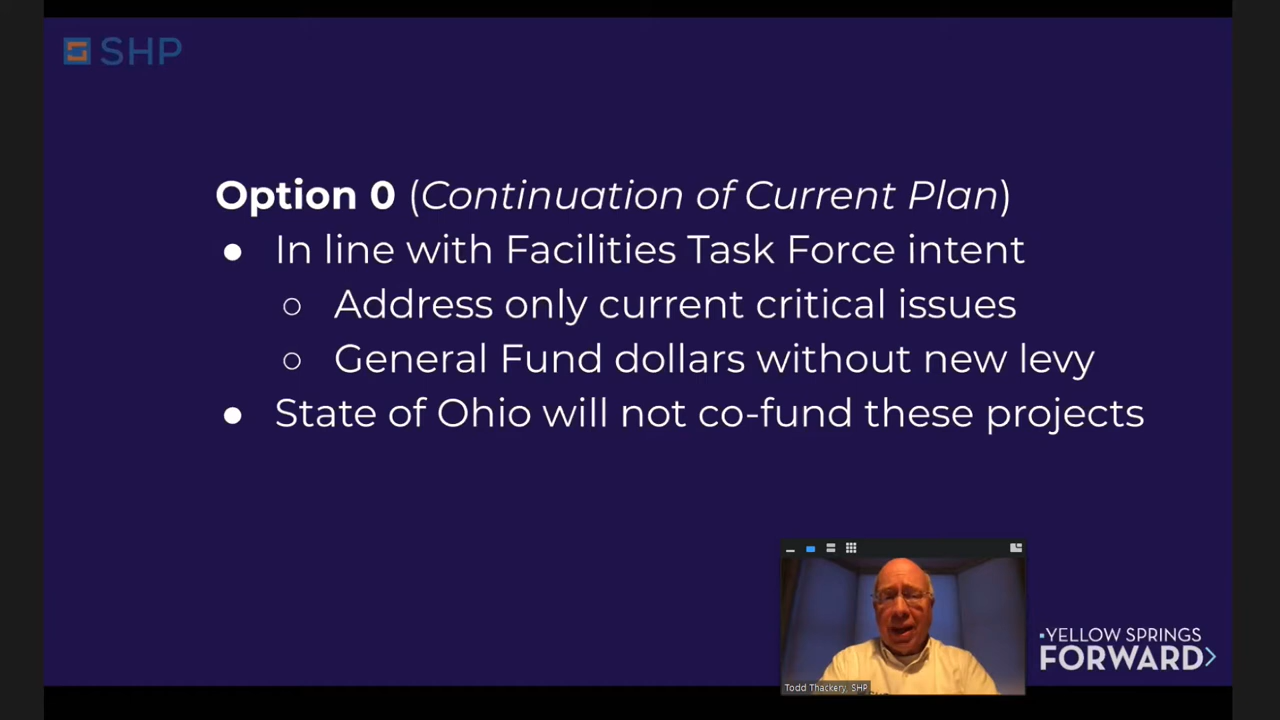 SHP
Option 0 (Continuation of Current Plan)
● In line with Facilities Task Force intent
○ Address only current critical issues
○ General Fund dollars without new levy
● State of Ohio will not co-fund these projects
Todd Thackery, SHP
YELLOW SPRINGS
FORWARD